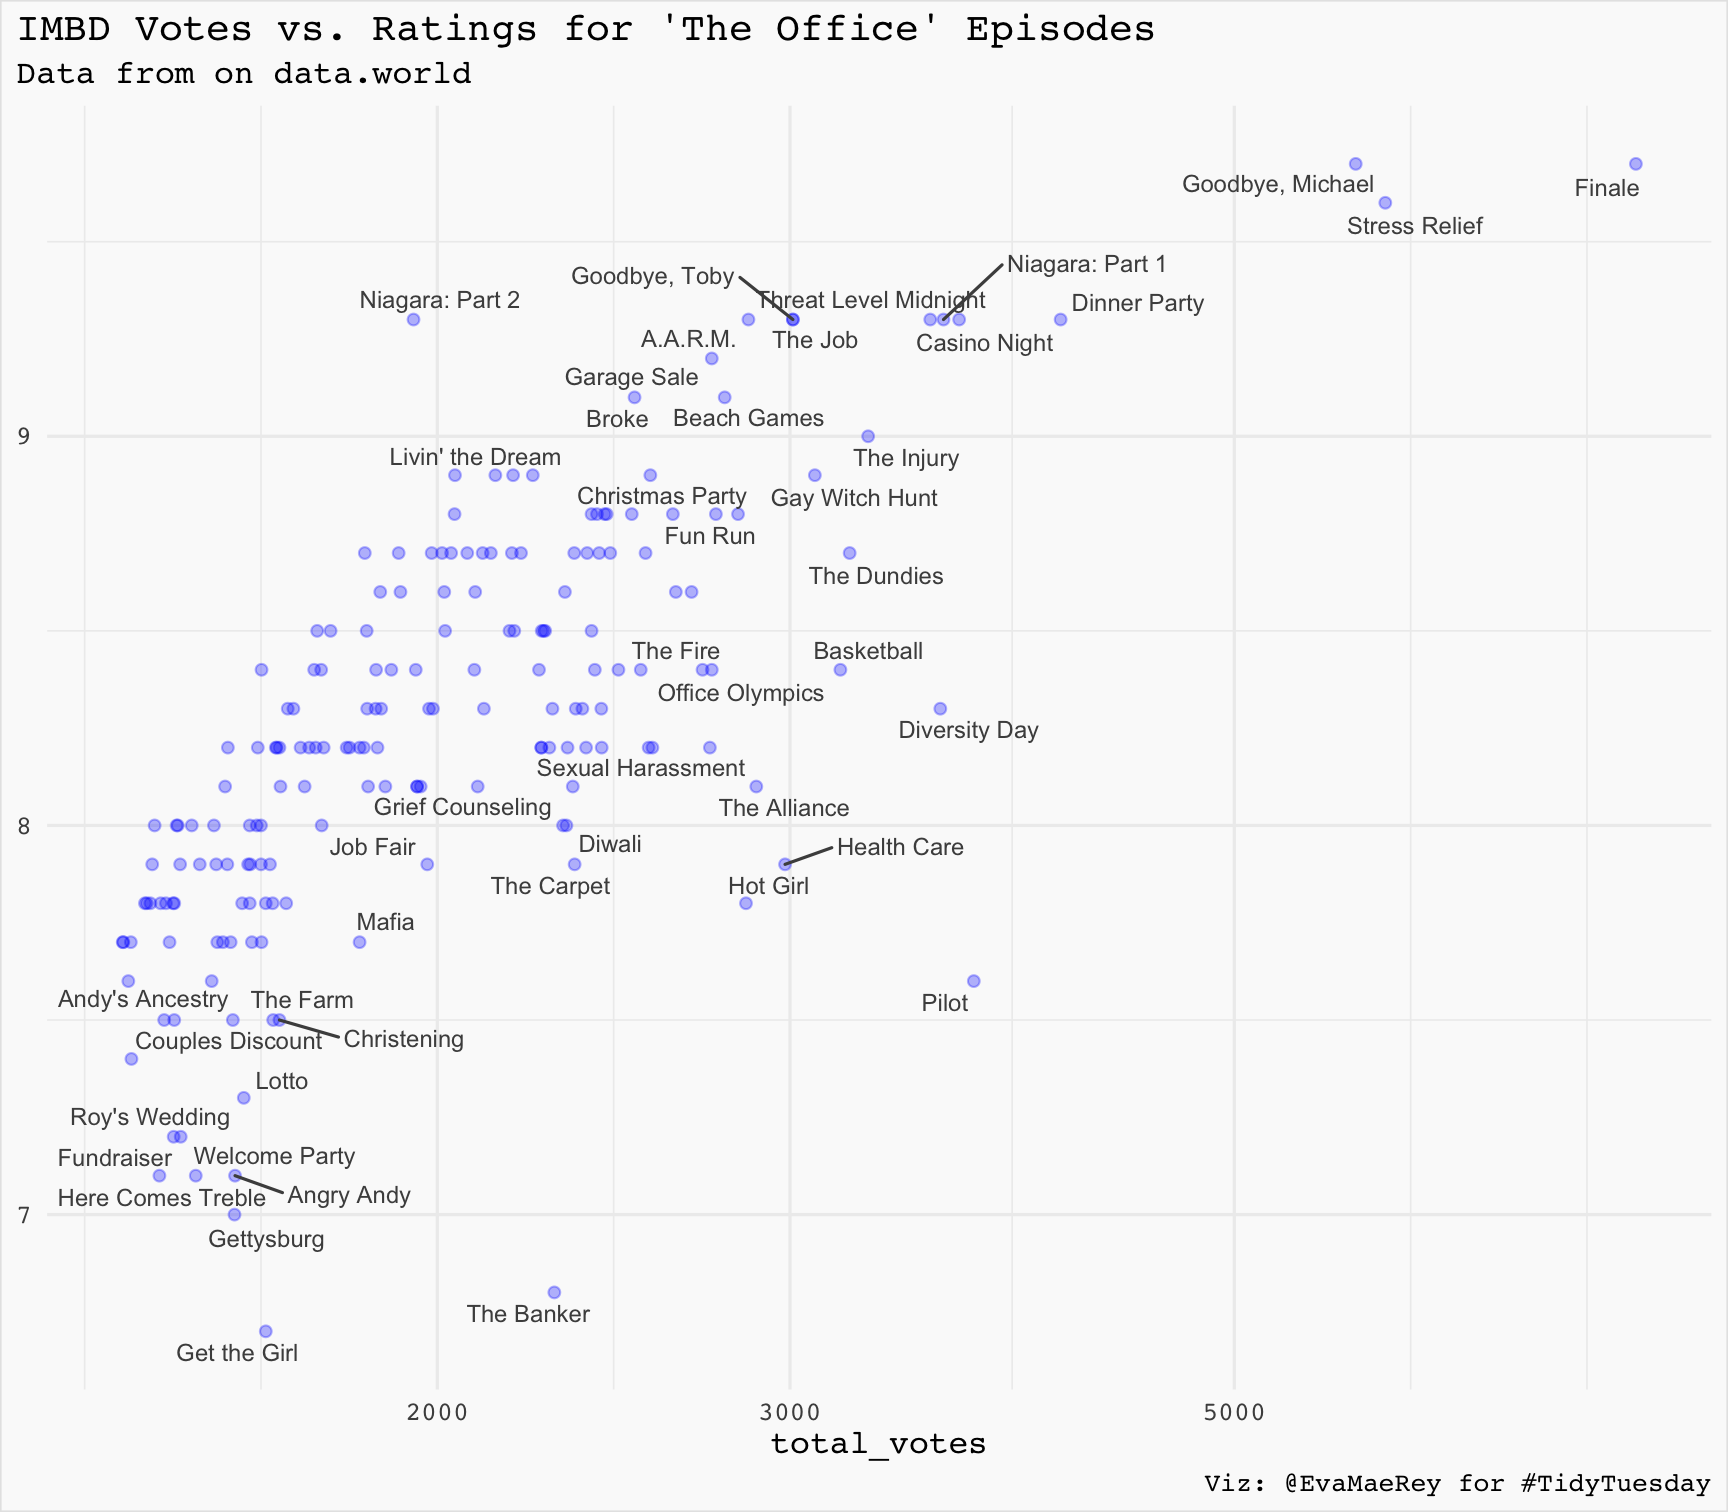 IMBD Votes vs. Ratings for 'The Office' Episodes
Data from on data.world
Goodbye, Michael
Finale
Stress Relief
Niagara: Part 1
Goodbye, Toby
Niagara: Part 2
Threat Level Midnight
Dinner Party
A.A.R.M.
The Job
Casino Night
Garage Sale
Broke
Beach Games
9
Livin' the Dream
The Injury
Christmas Party
Gay Witch Hunt
Fun Run
The Dundies
The Fire
Basketball
Office Olympics
Diversity Day
Sexual Harassment
Grief Counseling
The Alliance
8
Job Fair
Diwali
Health Care
The Carpet
Hot Girl
Mafia
Andy's Ancestry
The Farm
Pilot
Couples Discount
Christening
Lotto
Roy's Wedding
Fundraiser
Welcome Party
Here Comes Treble
Angry Andy
7
Gettysburg
The Banker
Get the Girl
2000
3000
5000
total_votes
Viz: @EvaMaeRey for #TidyTuesday